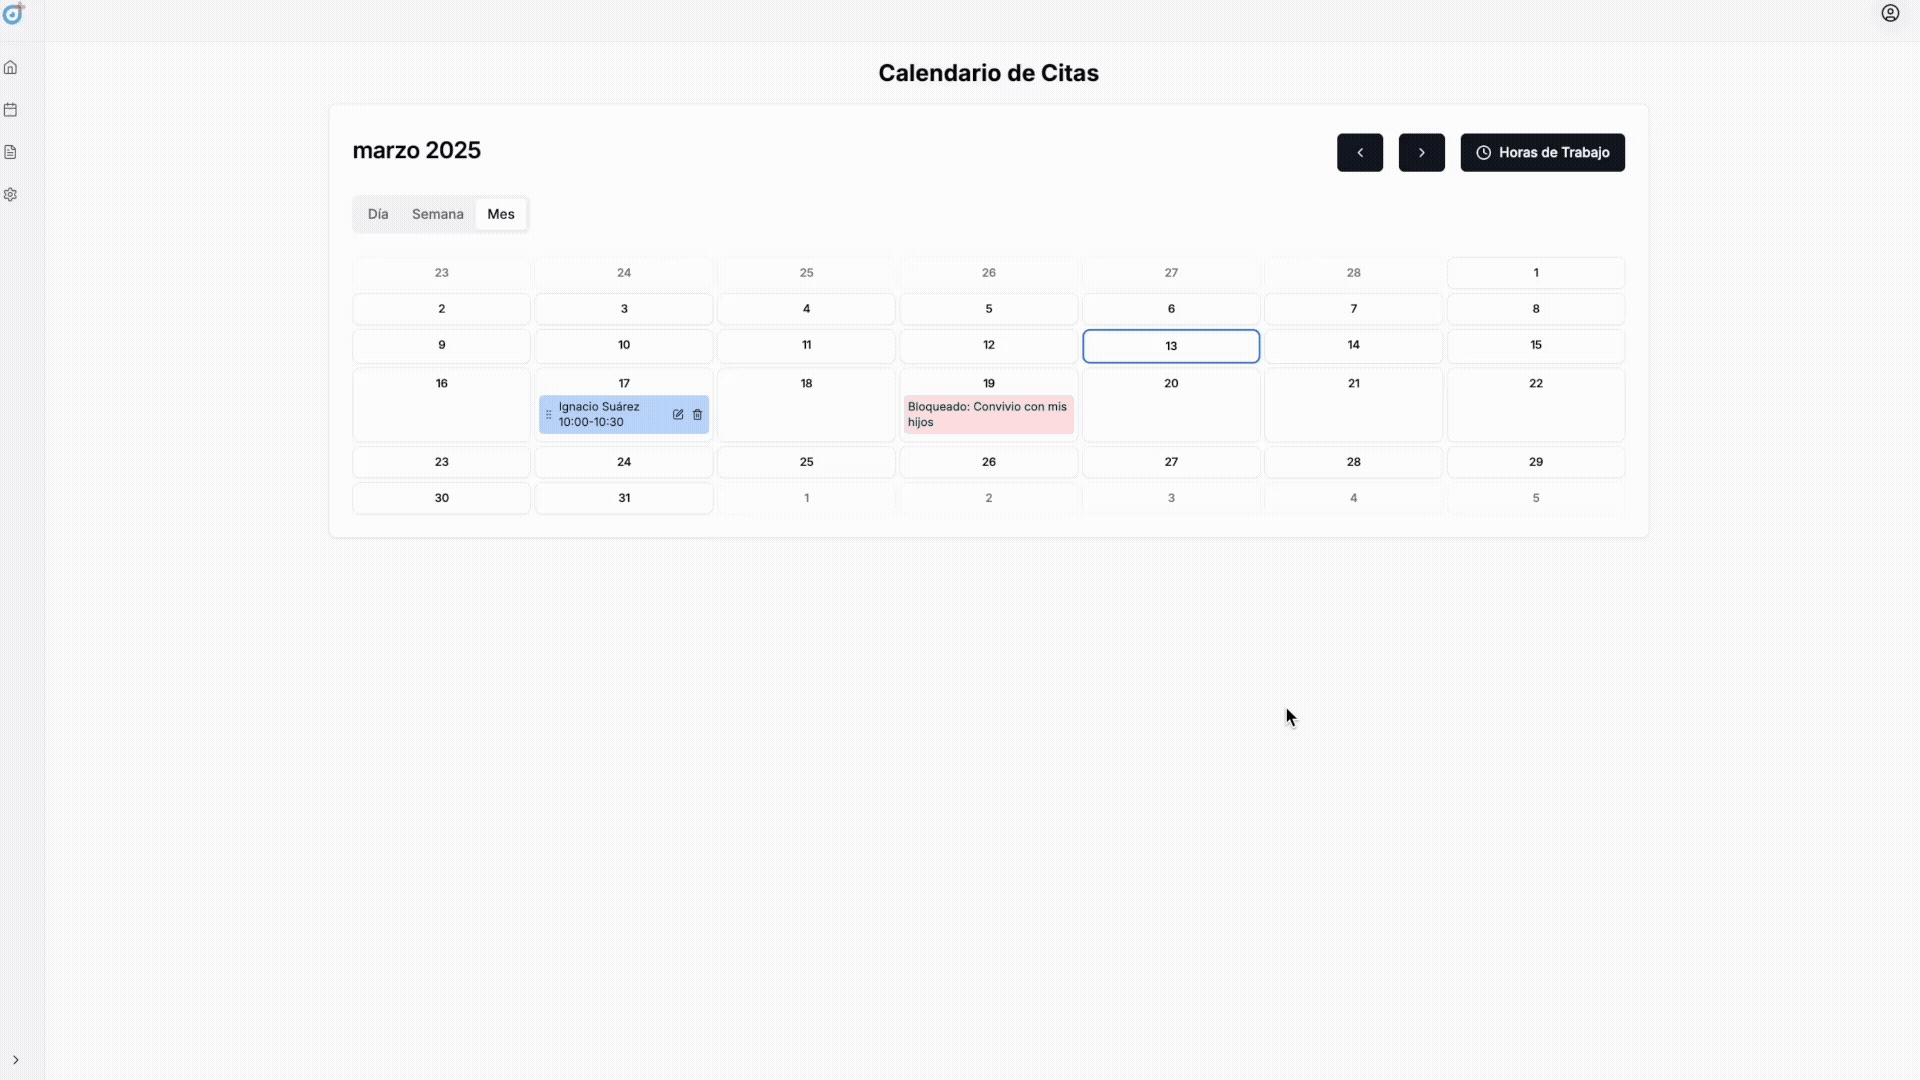 Calendario de Citas
marzo 2025
Horas de Trabajo
Día Semana Mes
23 24 25 26 27 28 1
2 3 4 5 6 7 8
9 10 11 12 13 14 15
16 17 18 19 20 21 22
Ignacio Suárez
10:00-10:30
Bloqueado: Convivio con mis
hijos
23 24 25 26 27 28 29
30 31 1 2 3 4 5